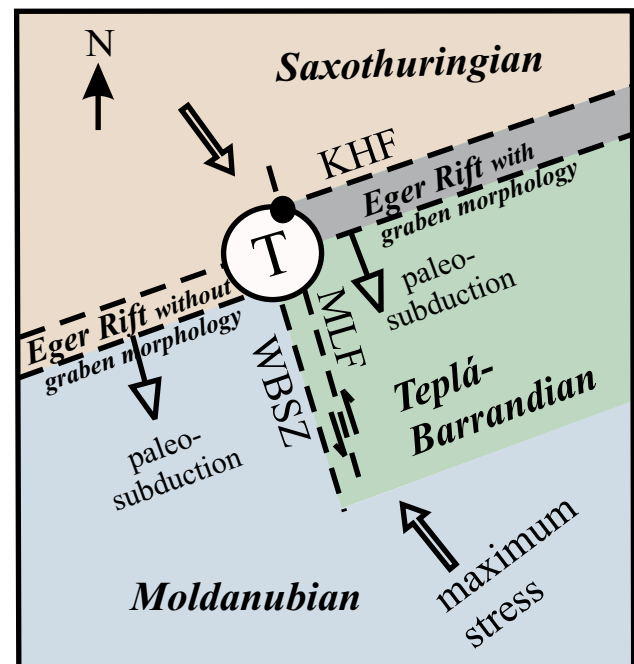 N
Saxothuringian
KHF
Eger Rift with
graben morphology
T
paleo-
subduction
MLF
Eger Rift without
graben morphology
WBSZ
Teplá-
Barrandian
paleo-
subduction
maximum
stress
Moldanubian